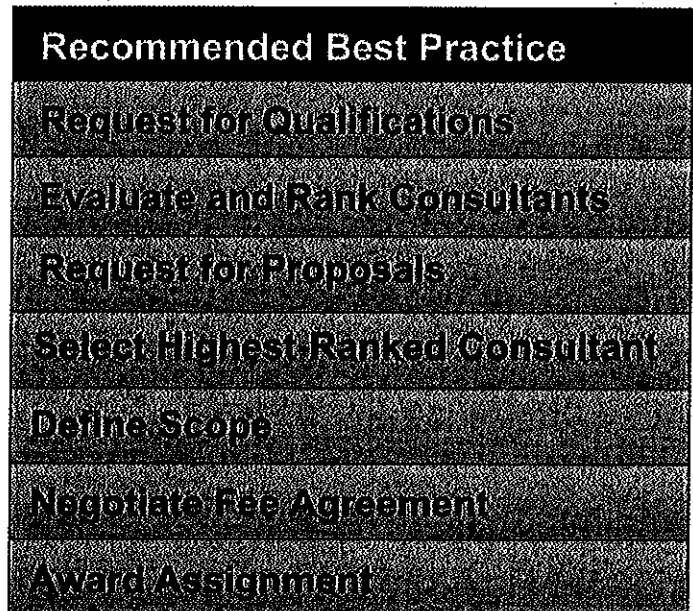 Recommended Best Practice
Request for Qualifications
Evaluate and Rank Consultants
Request for Proposals
Select Highest-Ranked Consultant
Define Scope
Negotiate Fee Agreement
Award Assignment